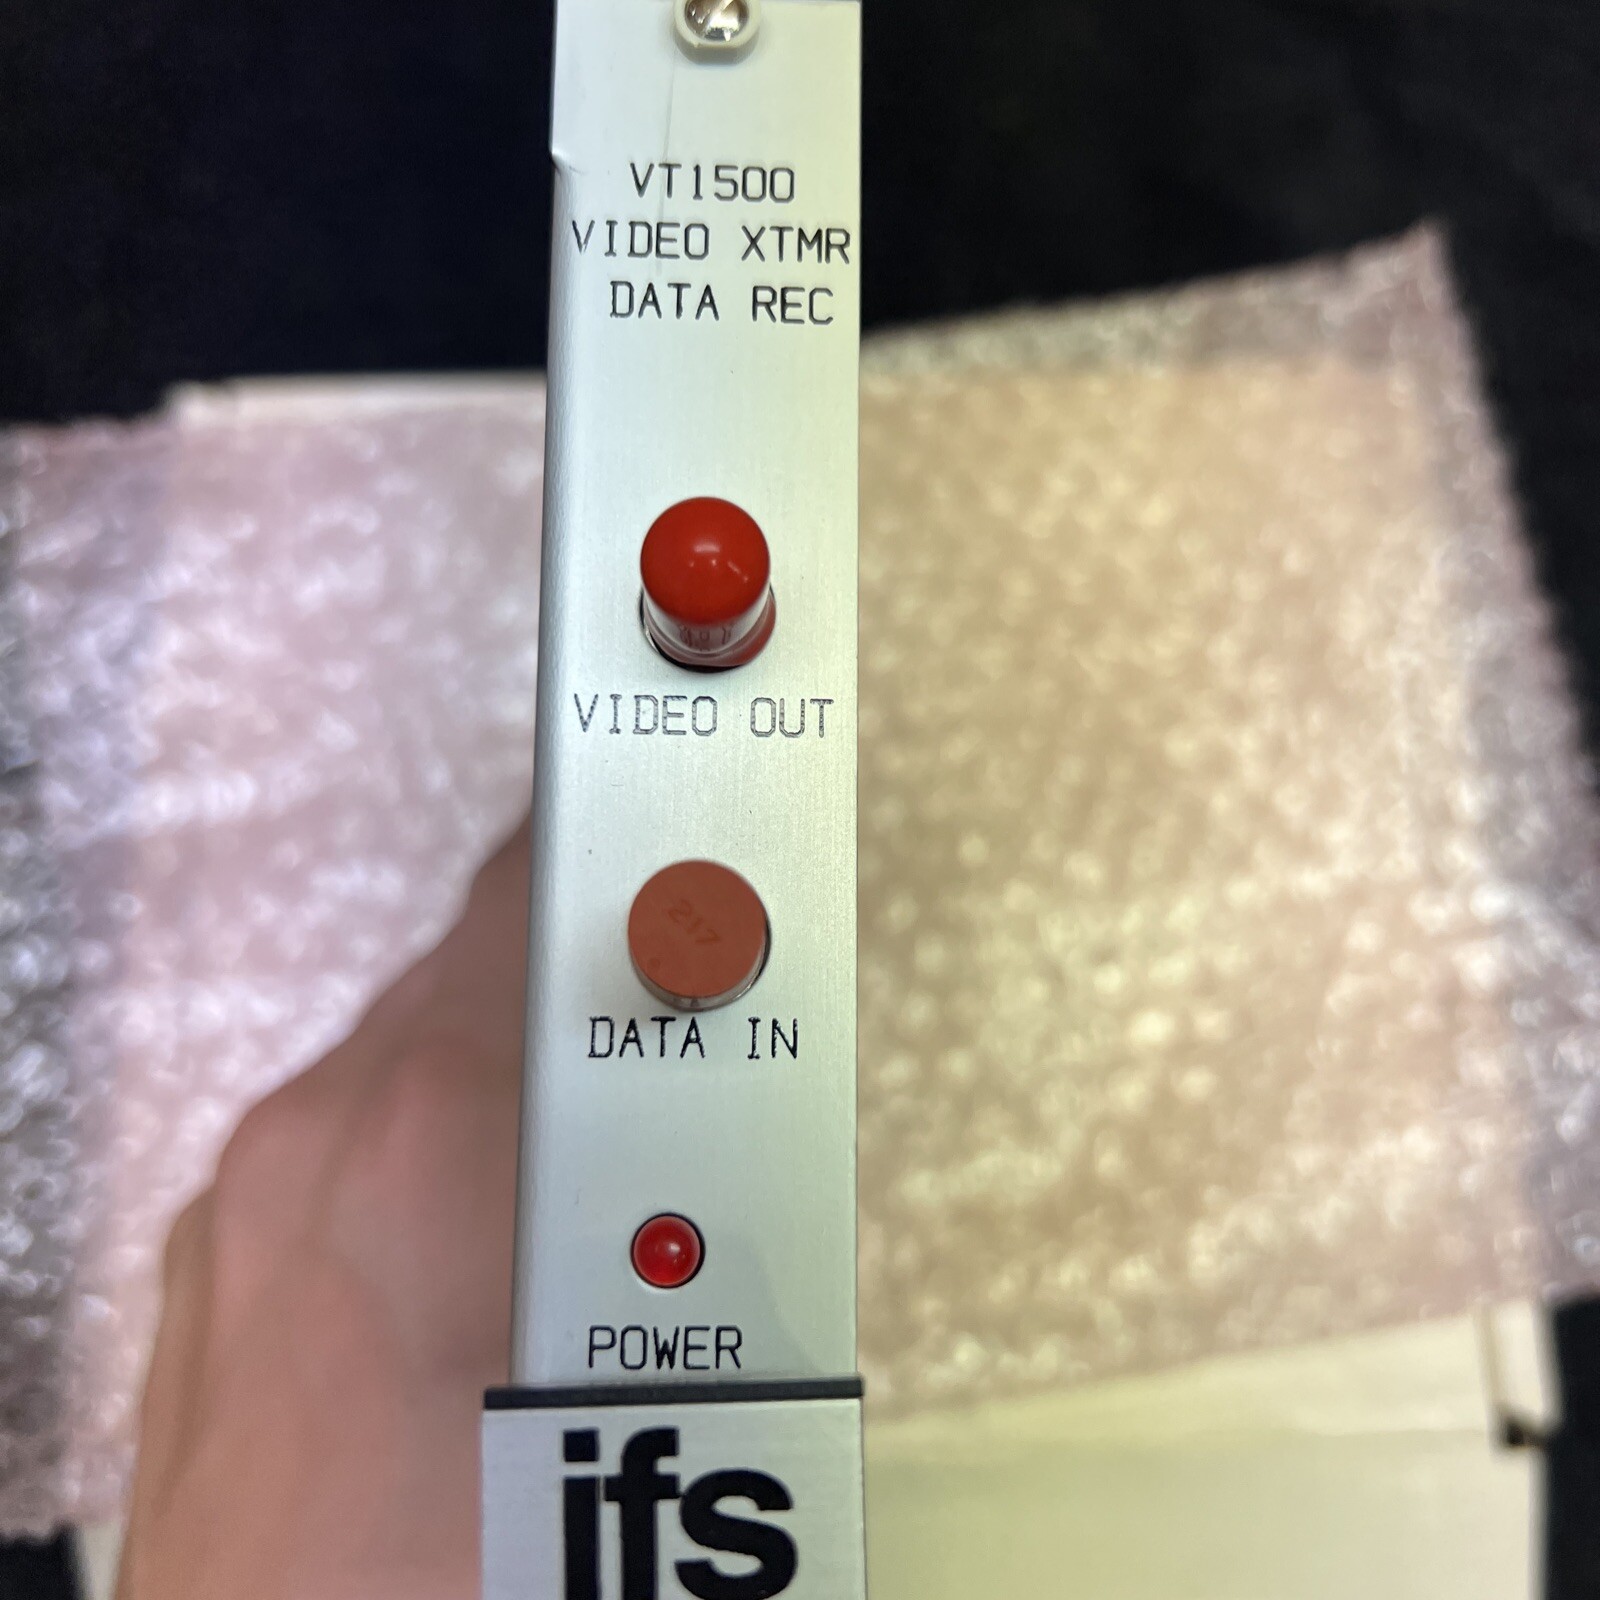 VT1500
VIDEO XTMR
DATA REC
VIDEO OUT
217
DATA IN
POWER
ifs